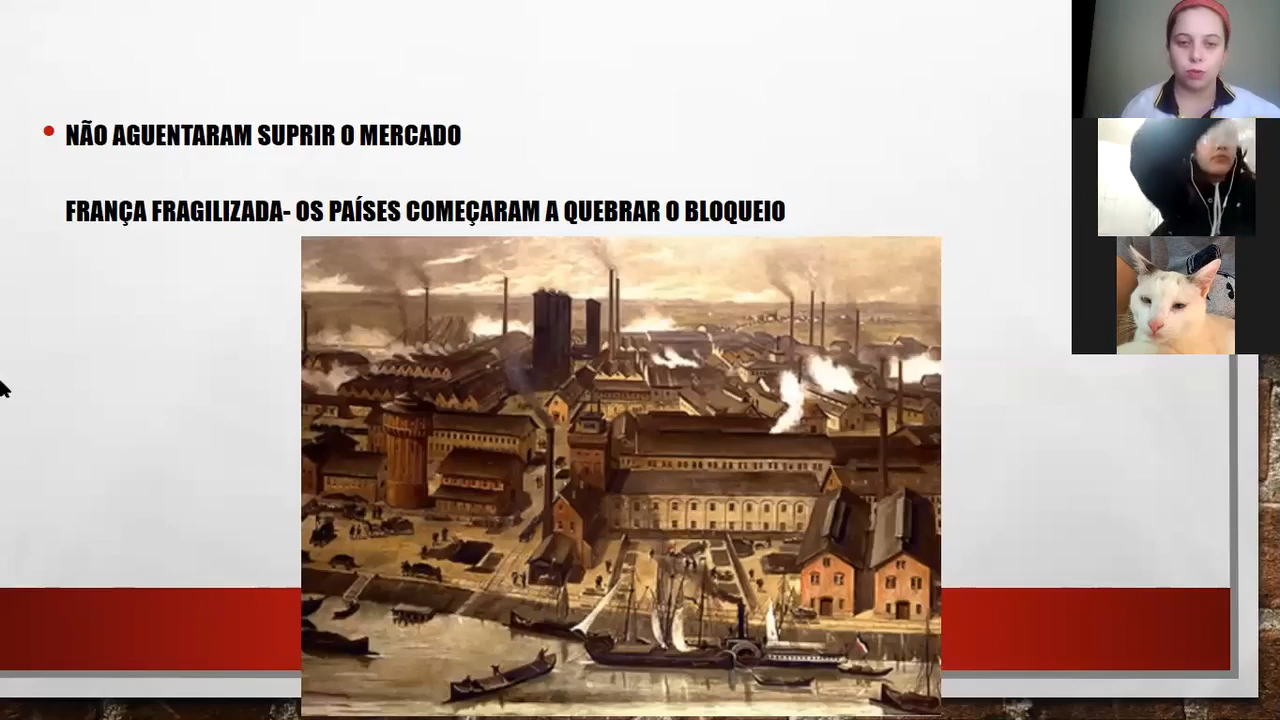 NÃO AGUENTARAM SUPRIR O MERCADO
FRANÇA FRAGILIZADA- OS PAÍSES COMEÇARAM A QUEBRAR O BLOQUEIO